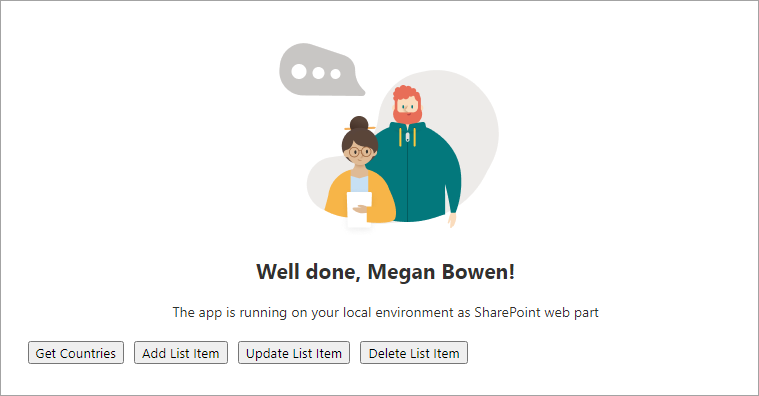 Well done, Megan Bowen!
The app is running on your local environment as SharePoint web part
Get Countries Add List Item Update List Item Delete List Item